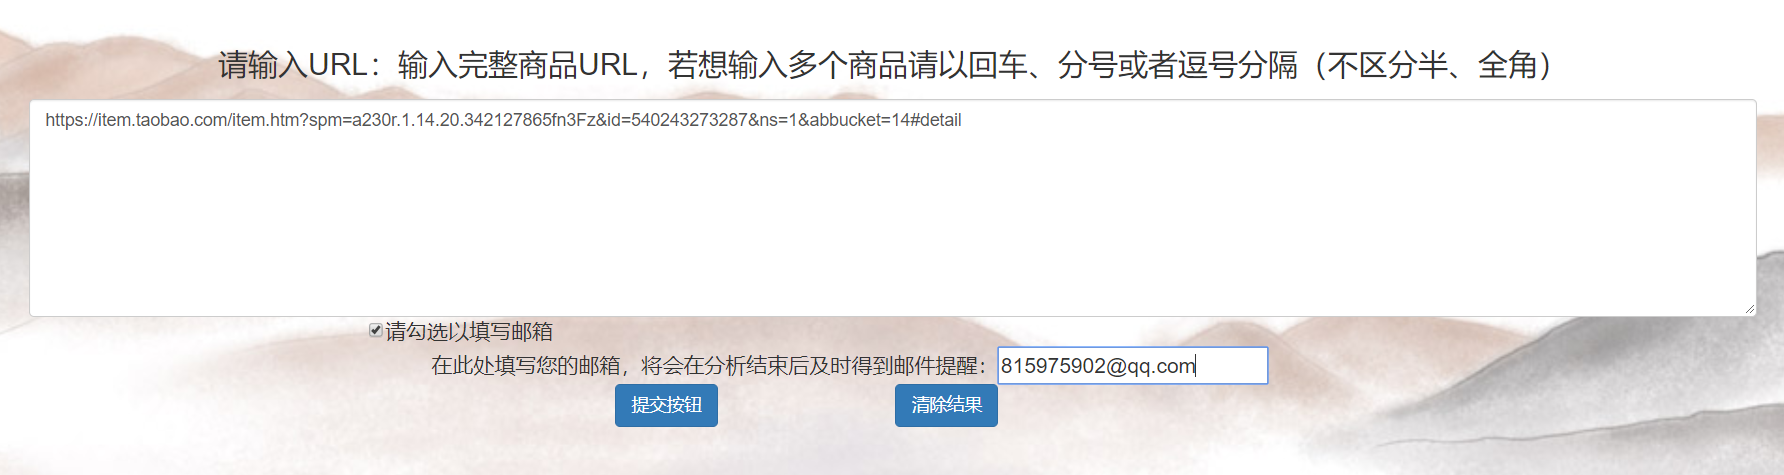 请输入URL：输入完整商品URL，若想输入多个商品请以回车、分号或者逗号分隔（不区分半、全角）
https://item.taobao.com/item.htm?spm=a230r.1.14.20.342127865fn3Fz&id=540243273287&ns=1&abbucket=14#detail
请勾选以填写邮箱
在此处填写您的邮箱，将会在分析结束后及时得到邮件提醒：815975902@qq.com
提交按钮 清除结果